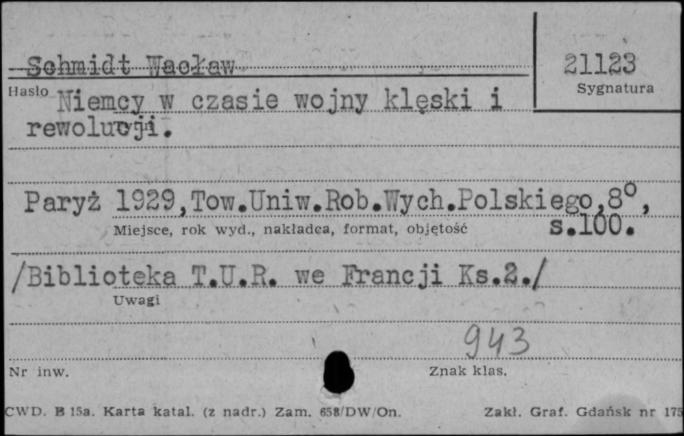 Schmidt Wacław
21123
Hasło
Sygnatura
Niemcy w czasie wojny klęski i
rewolucji.
Paryż 1929,Tow.Uniw.Rob.Wych.Polskiego,8°,
Miejsce, rok wyd., nakładca, format, objętość
s.100.
/Biblioteka T.U.R. we Francji Ks.2./
Uwagi
943
Nr inw.
Znak klas.
CWD. B 15a. Karta katal. (z nadr.) Zam. 658/DW/On.
Zakł. Graf. Gdańsk nr 175